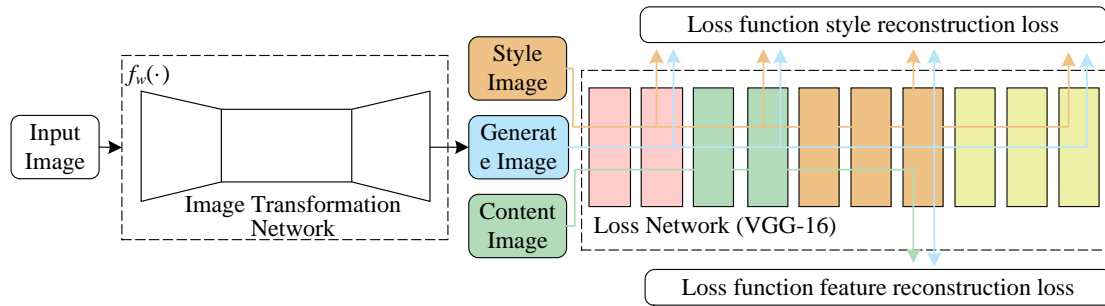 Loss function style reconstruction loss
f_w(·)
Style
Image
Input
Image
Generat
e Image
Image Transformation
Network
Content
Image
Loss Network (VGG-16)
Loss function feature reconstruction loss